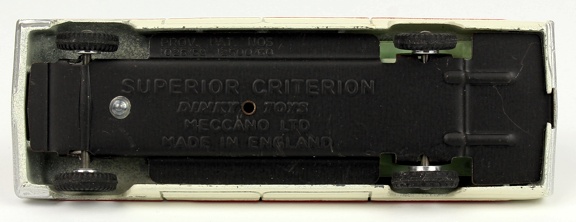 SUPERIOR CRITERION
DINKY TOYS
MECCANO LTD
MADE IN ENGLAND